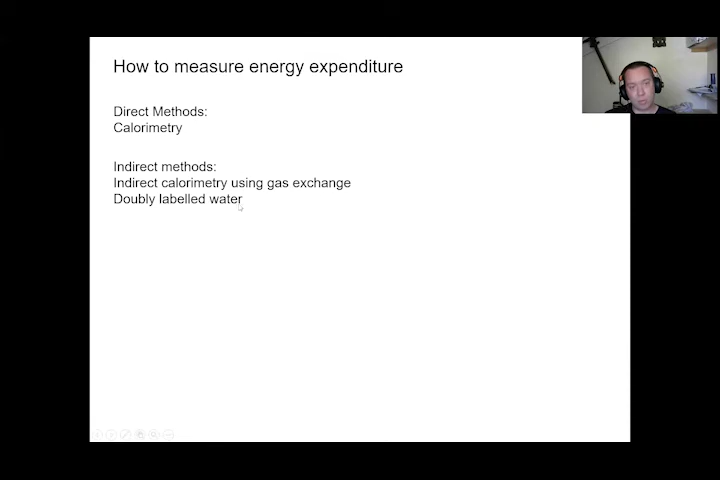 How to measure energy expenditure
Direct Methods:
Calorimetry
Indirect methods:
Indirect calorimetry using gas exchange
Doubly labelled water